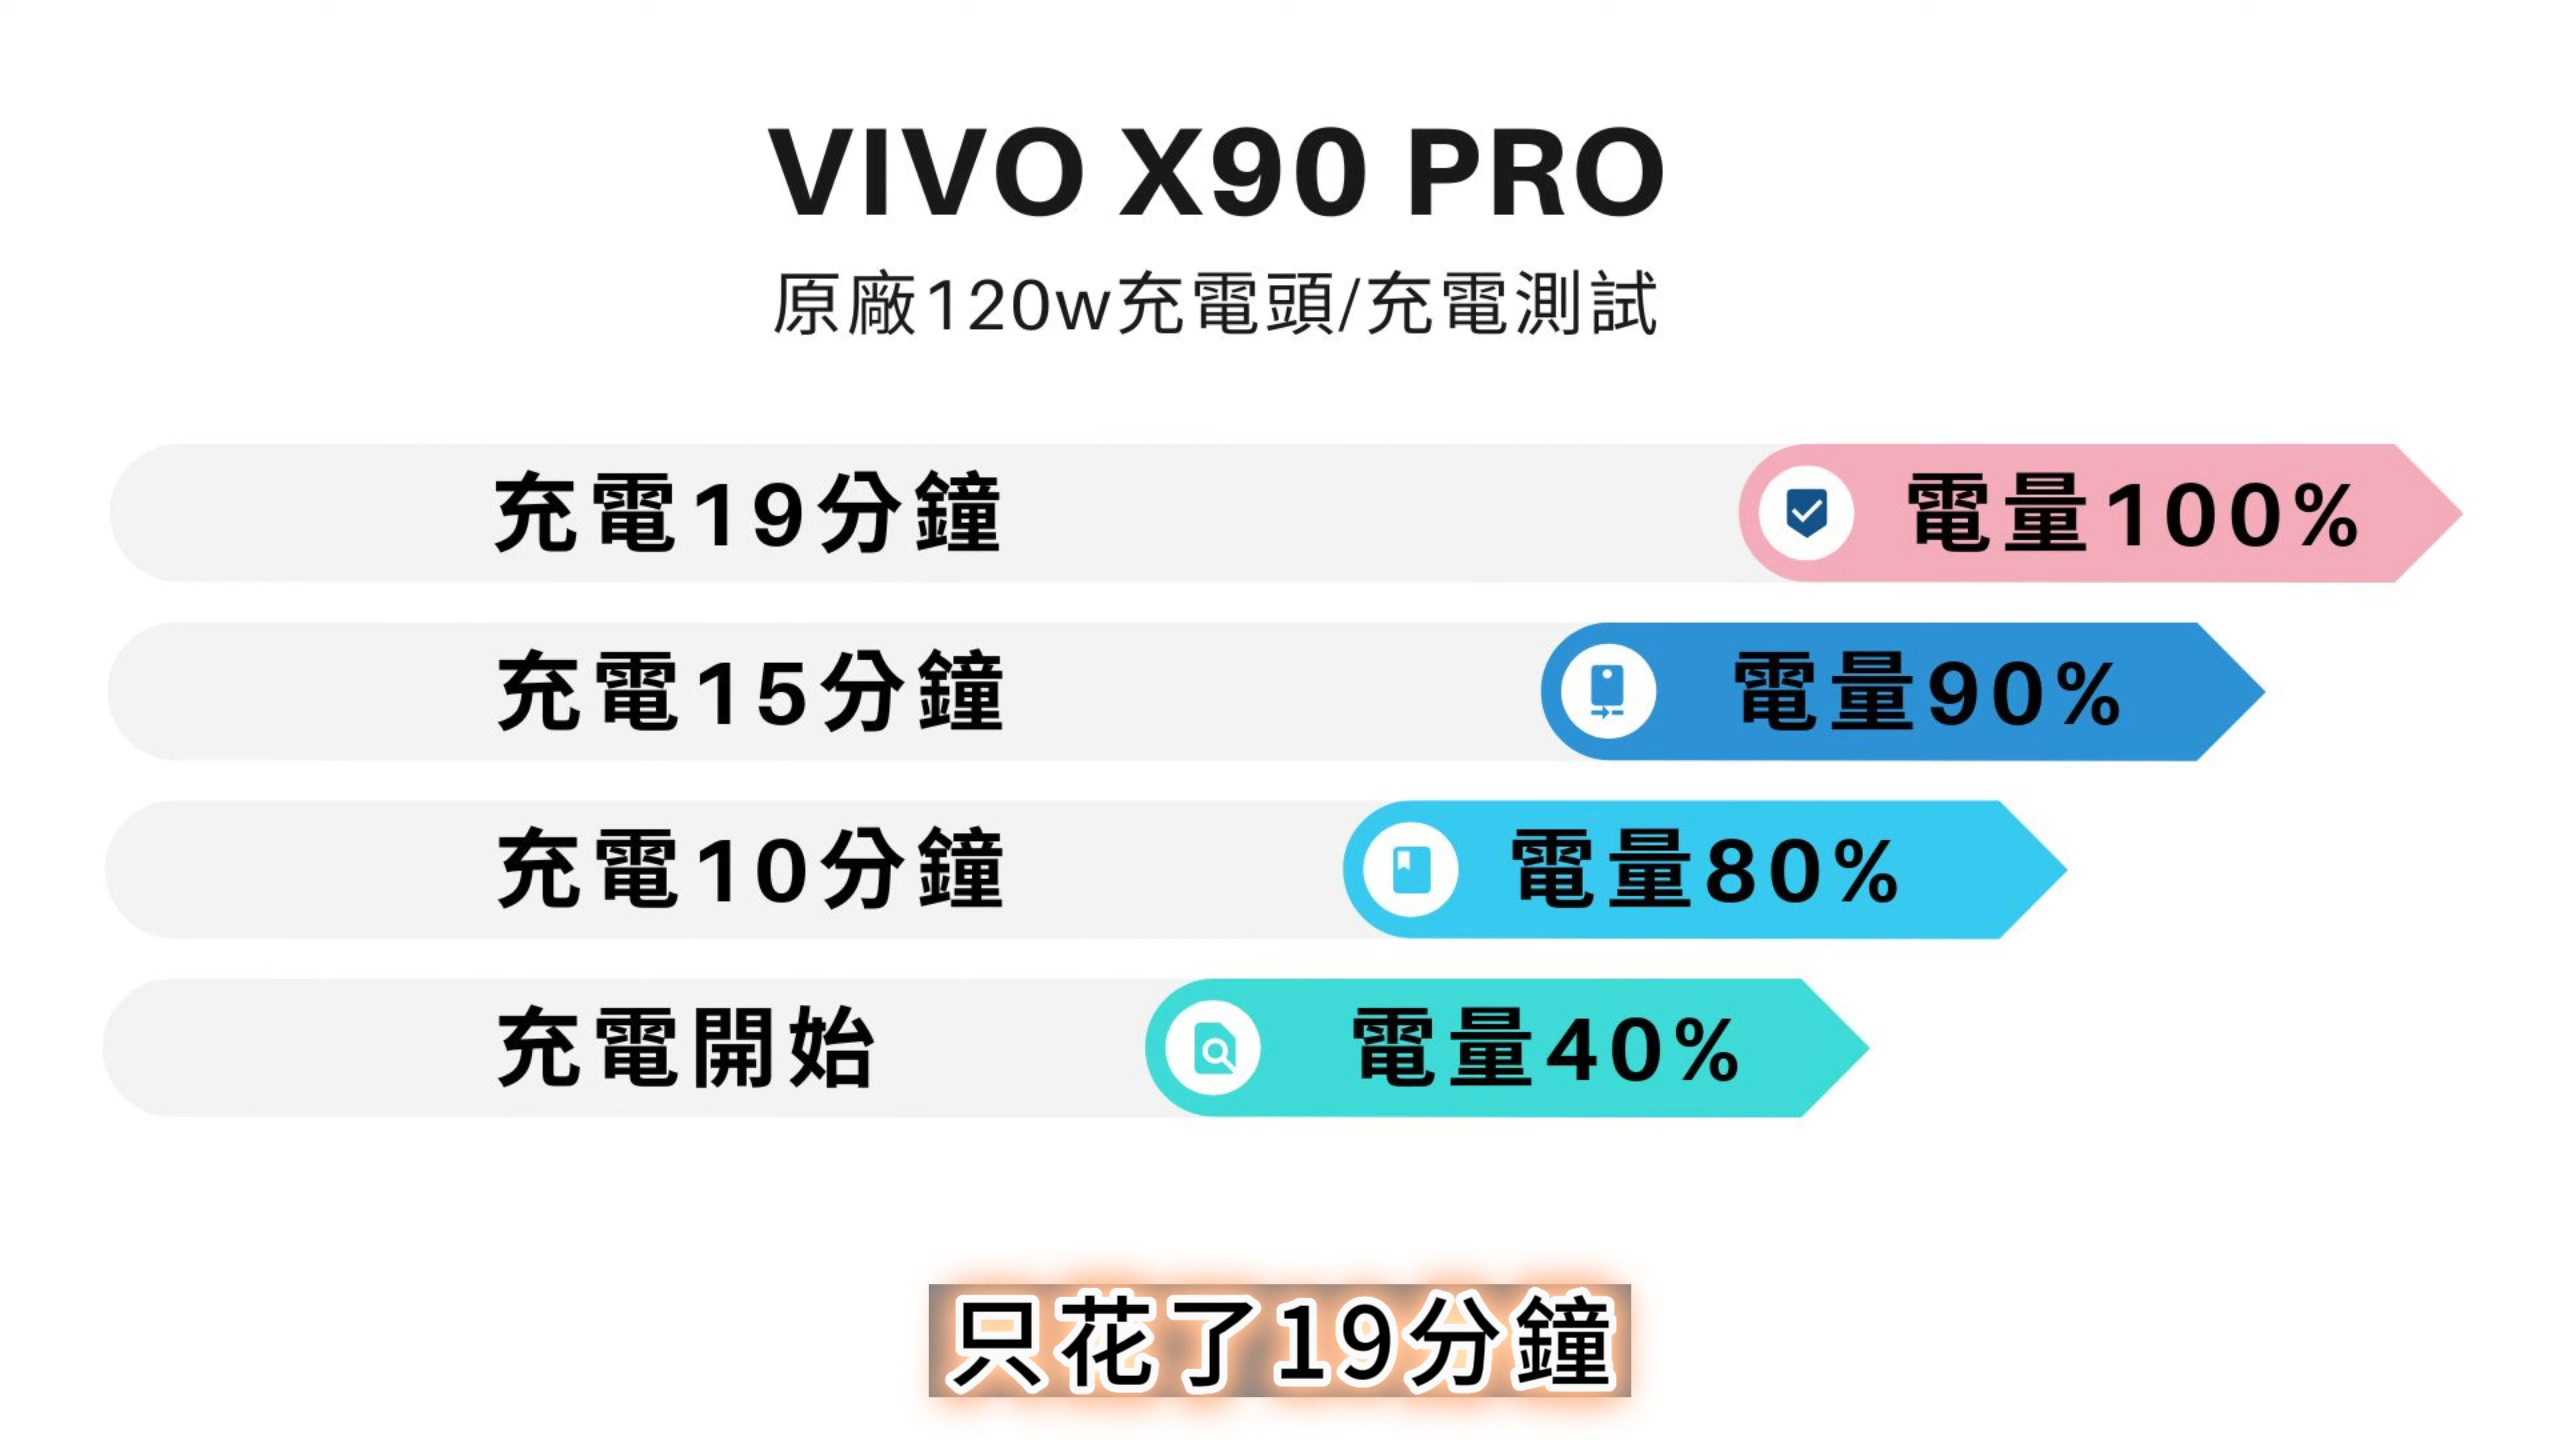 VIVO X90 PRO
原廠120w充電頭/充電測試
充電19分鐘 電量100%
充電15分鐘 電量90%
充電10分鐘 電量80%
充電開始 電量40%
只花了19分鐘